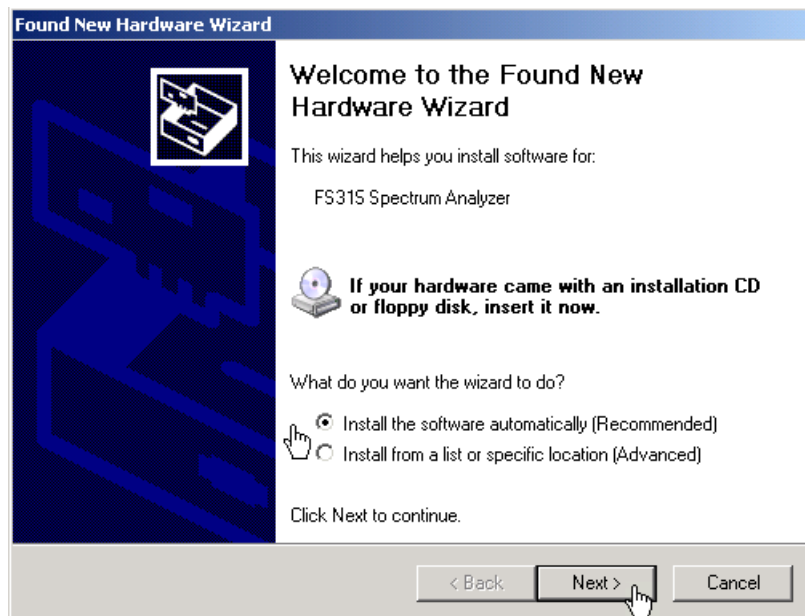 Found New Hardware Wizard
Welcome to the Found New
Hardware Wizard
This wizard helps you install software for:
FS315 Spectrum Analyzer
If your hardware came with an installation CD
or floppy disk, insert it now.
What do you want the wizard to do?
Install the software automatically (Recommended)
Install from a list or specific location (Advanced)
Click Next to continue.
< Back Next > Cancel